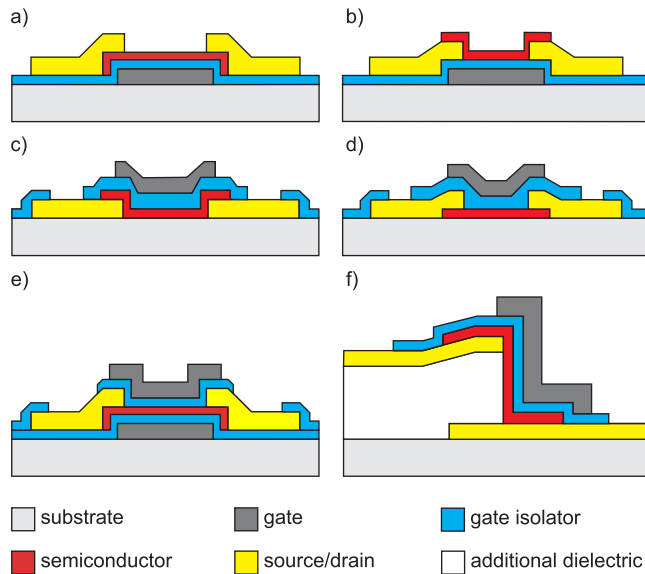 a)
b)
c)
d)
e)
f)
substrate
gate
gate isolator
semiconductor
source/drain
additional dielectric